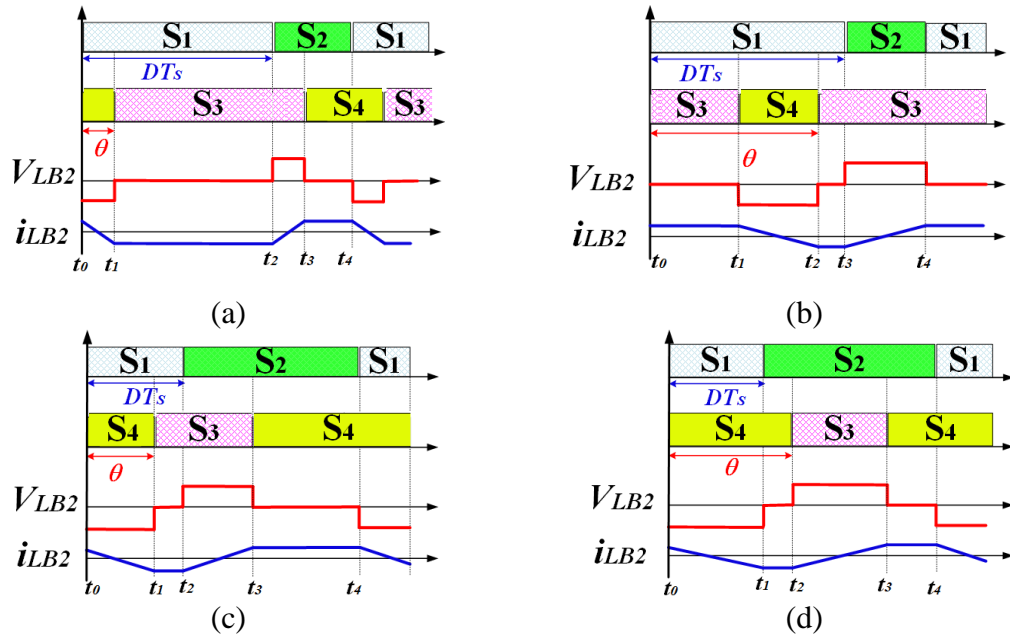 S1 S2 S1
DTs
S3 S4 S3
θ
VLB2
iLB2
t0 t1 t2 t3 t4
(a)
S1 S2 S1
DTs
S3 S4 S3
θ
VLB2
iLB2
t0 t1 t2 t3 t4
(b)
S1 S2 S1
DTs
S4 S3 S4
θ
VLB2
iLB2
t0 t1 t2 t3 t4
(c)
S1 S2 S1
DTs
S4 S3 S4
θ
VLB2
iLB2
t0 t1 t2 t3 t4
(d)